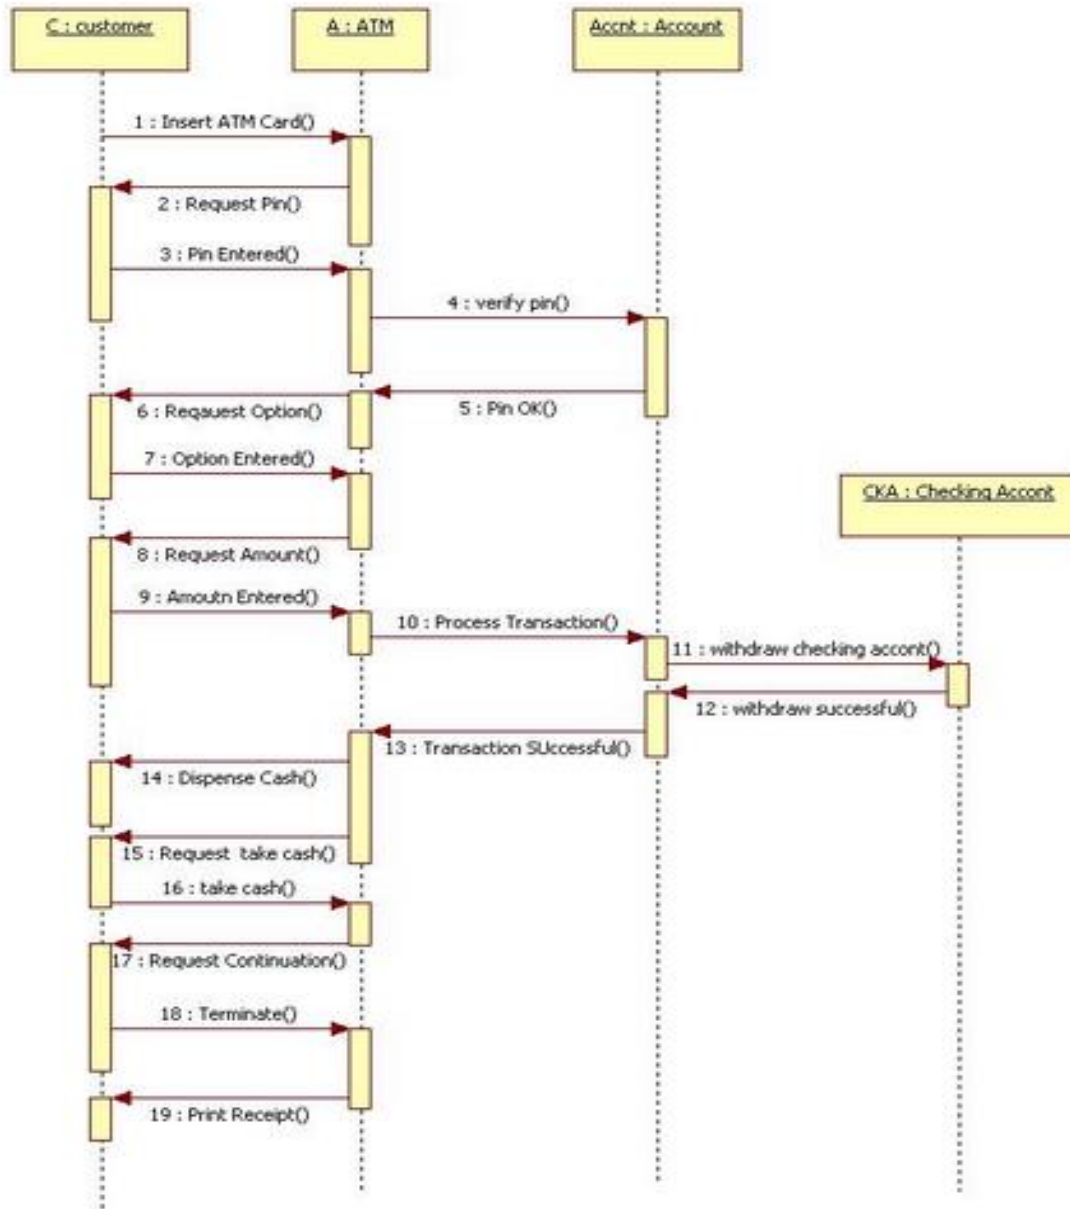 C : customer
A : ATM
Accnt : Account
1 : Insert ATM Card()
2 : Request Pin()
3 : Pin Entered()
4 : verify pin()
5 : Pin OK()
6 : Reqauest Option()
7 : Option Entered()
CKA : Checking Accont
8 : Request Amount()
9 : Amoutn Entered()
10 : Process Transaction()
11 : withdraw checking accont()
12 : withdraw successful()
13 : Transaction SUccessful()
14 : Dispense Cash()
15 : Request  take cash()
16 : take cash()
17 : Request Continuation()
18 : Terminate()
19 : Print Receipt()